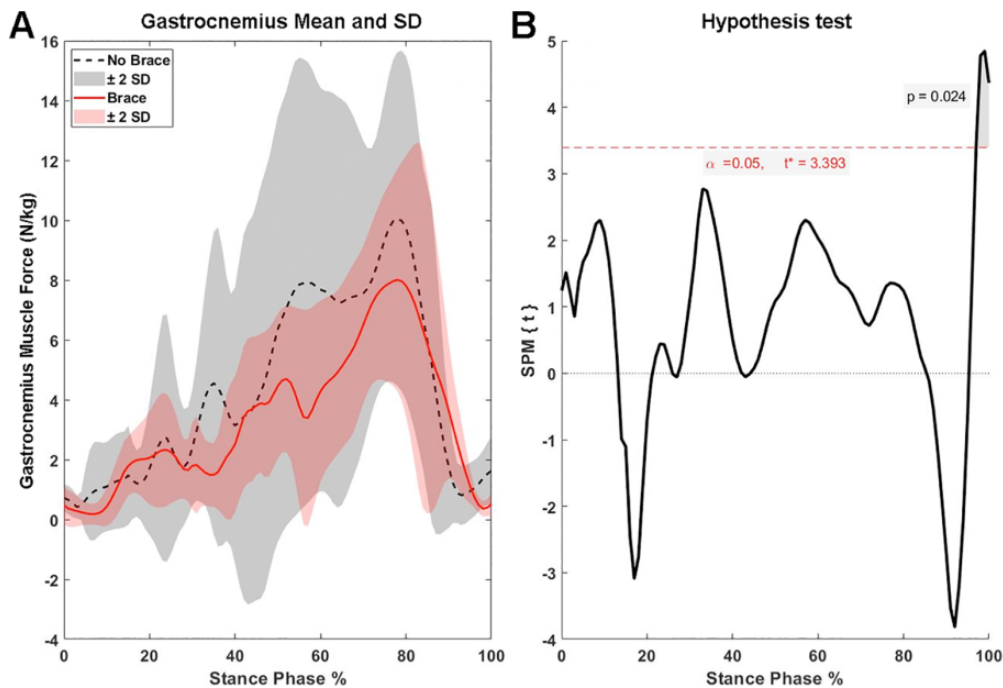 A
Gastrocnemius Mean and SD
Gastrocnemius Muscle Force (N/kg)
16
14
12
10
8
6
4
2
0
-2
-4
No Brace
± 2 SD
Brace
± 2 SD
0
20
40
60
80
100
Stance Phase %
B
Hypothesis test
SPM { t }
5
4
3
2
1
0
-1
-2
-3
-4
p = 0.024
α =0.05, t* = 3.393
0
20
40
60
80
100
Stance Phase %